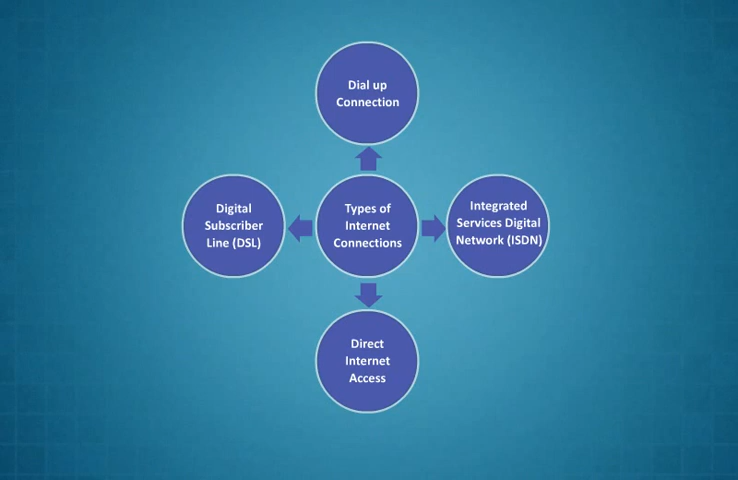 Dial up
Connection
Digital
Subscriber
Line (DSL)
Types of
Internet
Connections
Integrated
Services Digital
Network (ISDN)
Direct
Internet
Access